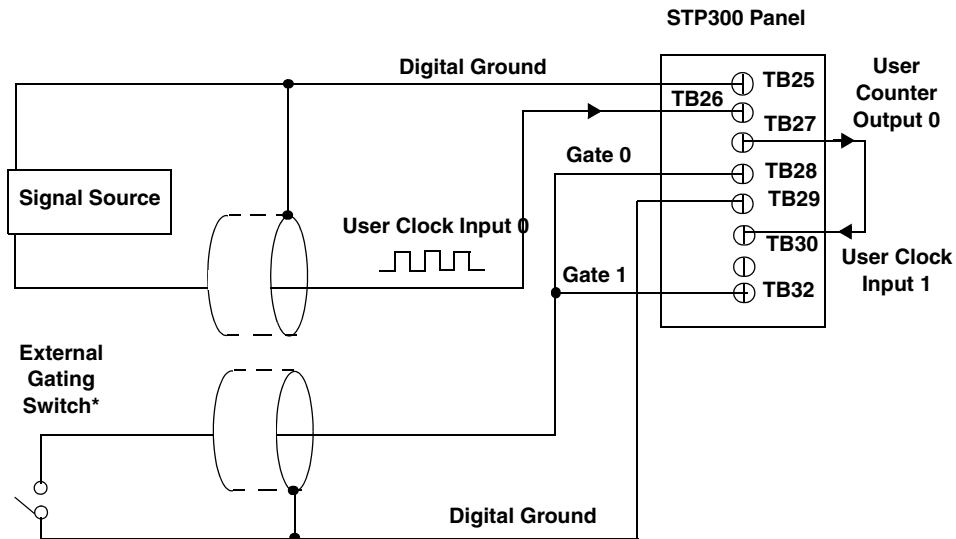 STP300 Panel
Digital Ground
TB25
User
Counter
Output 0
TB26
TB27
Gate 0
TB28
Signal Source
TB29
User Clock Input 0
TB30
User Clock
Input 1
Gate 1
TB32
External
Gating
Switch*
Digital Ground